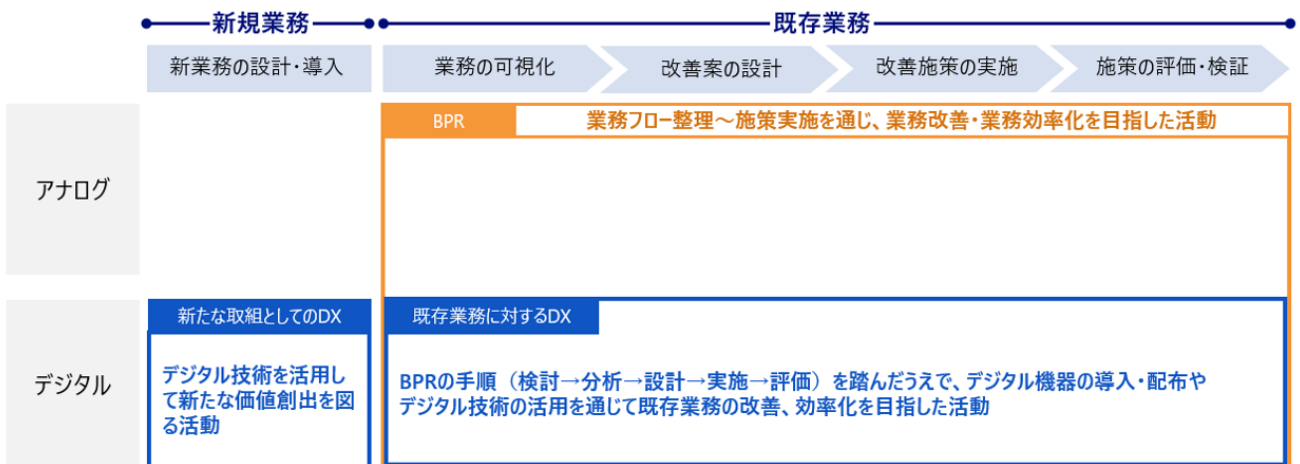 新規業務
既存業務
新業務の設計・導入
業務の可視化
改善案の設計
改善施策の実施
施策の評価・検証
BPR
業務フロー整理～施策実施を通じ、業務改善・業務効率化を目指した活動
アナログ
デジタル
新たな取組としてのDX
デジタル技術を活用し
て新たな価値創出を図
る活動
既存業務に対するDX
BPRの手順（検討→分析→設計→実施→評価）を踏んだうえで、デジタル機器の導入・配布や
デジタル技術の活用を通じて既存業務の改善、効率化を目指した活動